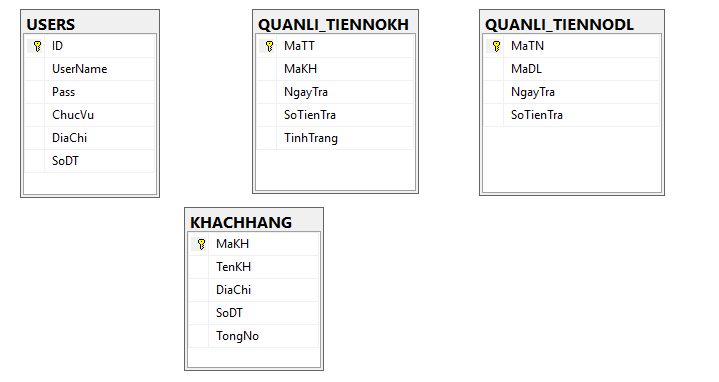 USERS
ID
UserName
Pass
ChucVu
DiaChi
SoDT
QUANLI_TIENNOKH
MaTT
MaKH
NgayTra
SoTienTra
TinhTrang
QUANLI_TIENNODL
MaTN
MaDL
NgayTra
SoTienTra
KHACHHANG
MaKH
TenKH
DiaChi
SoDT
TongNo